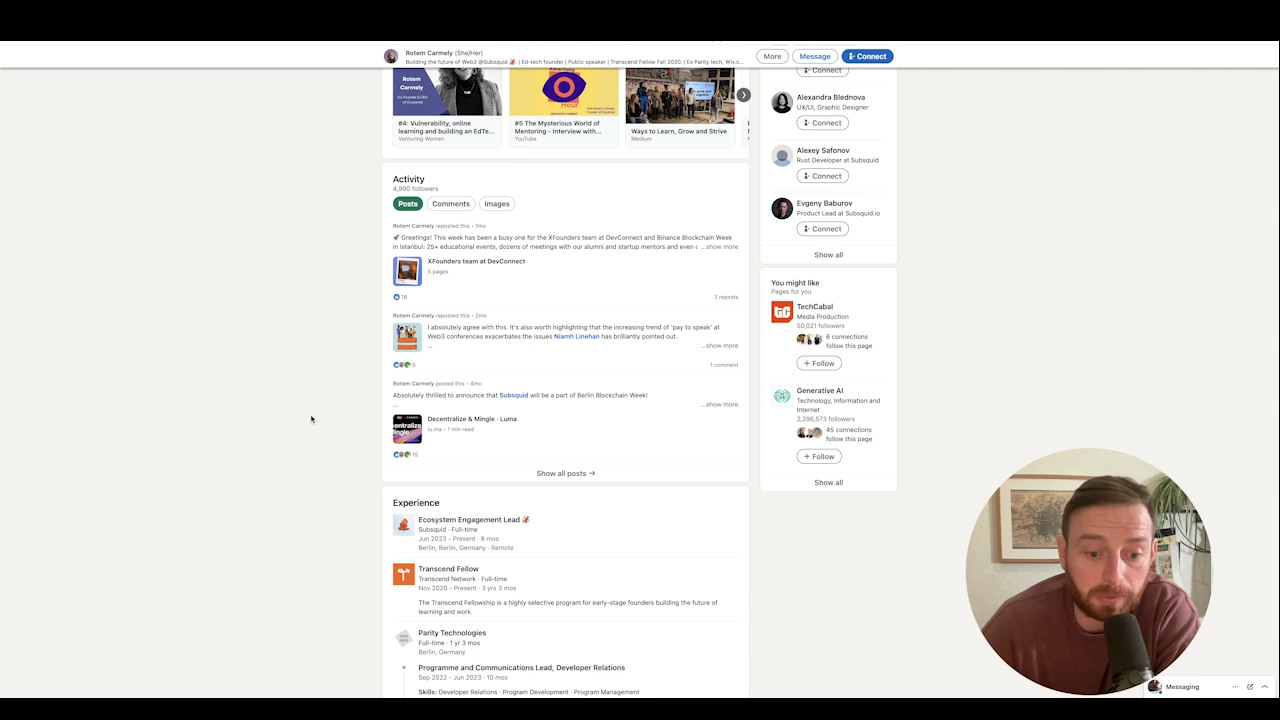 Rotem Carmely (She/Her)
Building the future of Web3 @Subsquid 🦑 | Ed-tech founder | Public speaker | Transcend Fellow Fall 2020. | Ex Parity tech, Wix.c...
More
Message
Connect
Rotem
Carmely
Hour
#4: Vulnerability, online
learning and building an EdTe...
Venturing Women
#5 The Mysterious World of
Mentoring - Interview with...
YouTube
Ways to Learn, Grow and Strive
Medium
Activity
4,990 followers
Posts
Comments
Images
Rotem Carmely reposted this • 1mo
🚀 Greetings! This week has been a busy one for the XFounders team at DevConnect and Binance Blockchain Week
in Istanbul: 25+ educational events, dozens of meetings with our alumni and startup mentors and even c ...show more
XFounders team at DevConnect
5 pages
18
3 reposts
Rotem Carmely reposted this • 2mo
I absolutely agree with this. It's also worth highlighting that the increasing trend of 'pay to speak' at
Web3 conferences exacerbates the issues Niamh Linehan has brilliantly pointed out.
...
...show more
5
1 comment
Rotem Carmely posted this • 4mo
Absolutely thrilled to announce that Subsquid will be a part of Berlin Blockchain Week!
...
...show more
Decentralize & Mingle · Luma
lu.ma • 1 min read
15
Show all posts →
Experience
Ecosystem Engagement Lead 🦑
Subsquid · Full-time
Jun 2023 - Present · 8 mos
Berlin, Berlin, Germany · Remote
Transcend Fellow
Transcend Network · Full-time
Nov 2020 - Present · 3 yrs 3 mos
The Transcend Fellowship is a highly selective program for early-stage founders building the future of
learning and work.
Parity Technologies
Full-time · 1 yr 3 mos
Berlin, Germany
Programme and Communications Lead, Developer Relations
Sep 2022 - Jun 2023 · 10 mos
Skills: Developer Relations · Program Development · Program Management
Connect
Alexandra Blednova
UX/UI, Graphic Designer
Connect
Alexey Safonov
Rust Developer at Subsquid
Connect
Evgeny Baburov
Product Lead at Subsquid.io
Connect
Show all
You might like
Pages for you
TechCabal
Media Production
50,021 followers
6 connections
follow this page
+ Follow
Generative AI
Technology, Information and
Internet
2,296,573 followers
45 connections
follow this page
+ Follow
Show all
Messaging